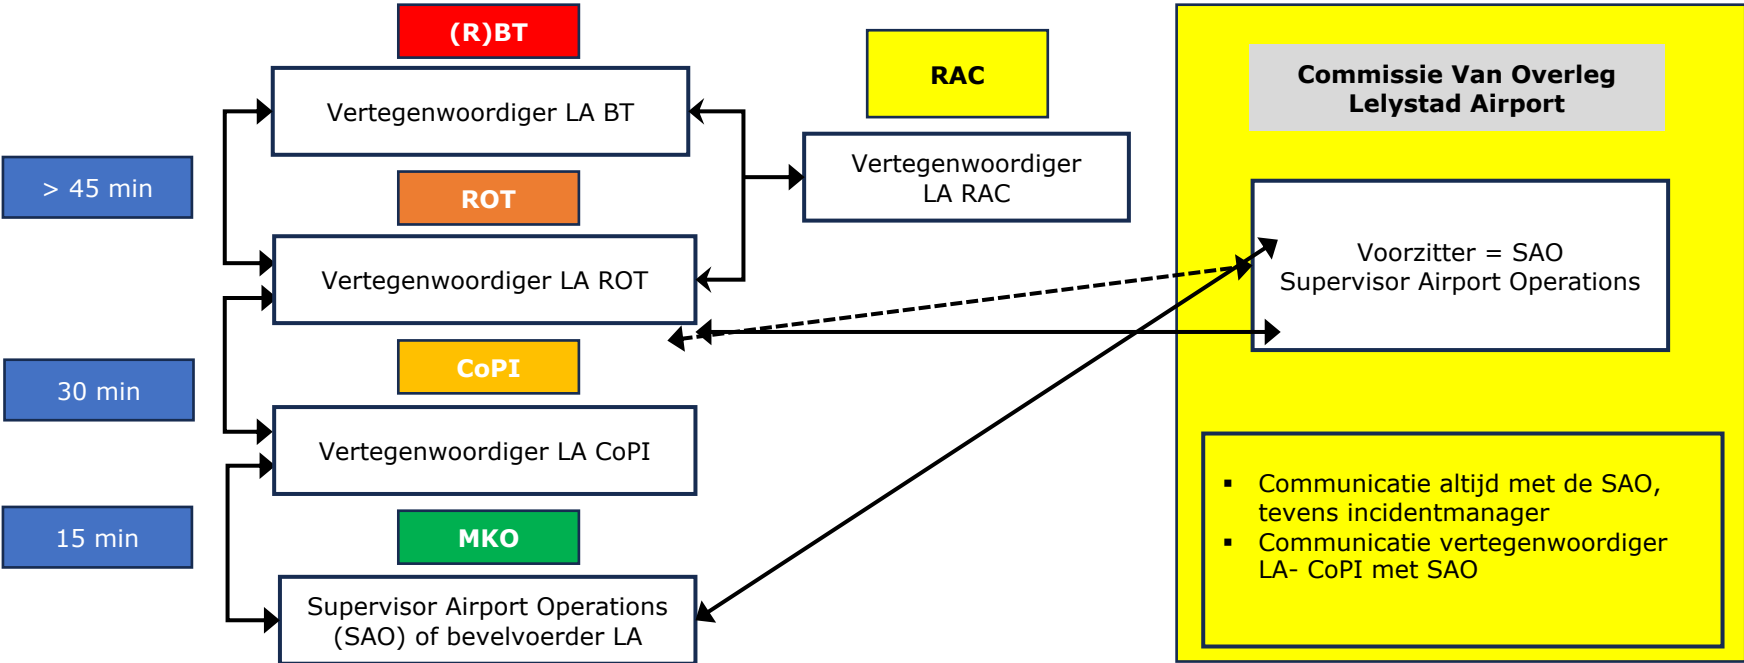 (R)BT
Vertegenwoordiger LA BT
> 45 min
ROT
Vertegenwoordiger LA ROT
30 min
CoPI
Vertegenwoordiger LA CoPI
15 min
MKO
Supervisor Airport Operations
(SAO) of bevelvoerder LA
RAC
Vertegenwoordiger
LA RAC
Commissie Van Overleg
Lelystad Airport
Voorzitter = SAO
Supervisor Airport Operations
▪ Communicatie altijd met de SAO,
tevens incidentmanager
▪ Communicatie vertegenwoordiger
LA- CoPI met SAO